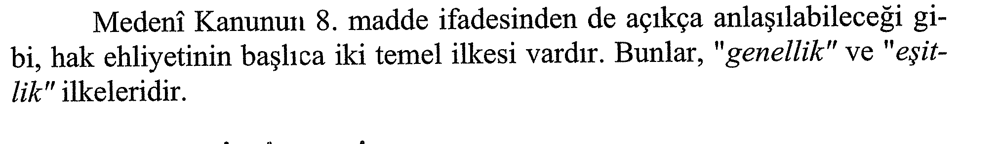 Medenî Kanunun 8. madde ifadesinden de açıkça anlaşılabileceği gi-
bi, hak ehliyetinin başlıca iki temel ilkesi vardır. Bunlar, "genellik" ve "eşit-
lik" ilkeleridir.